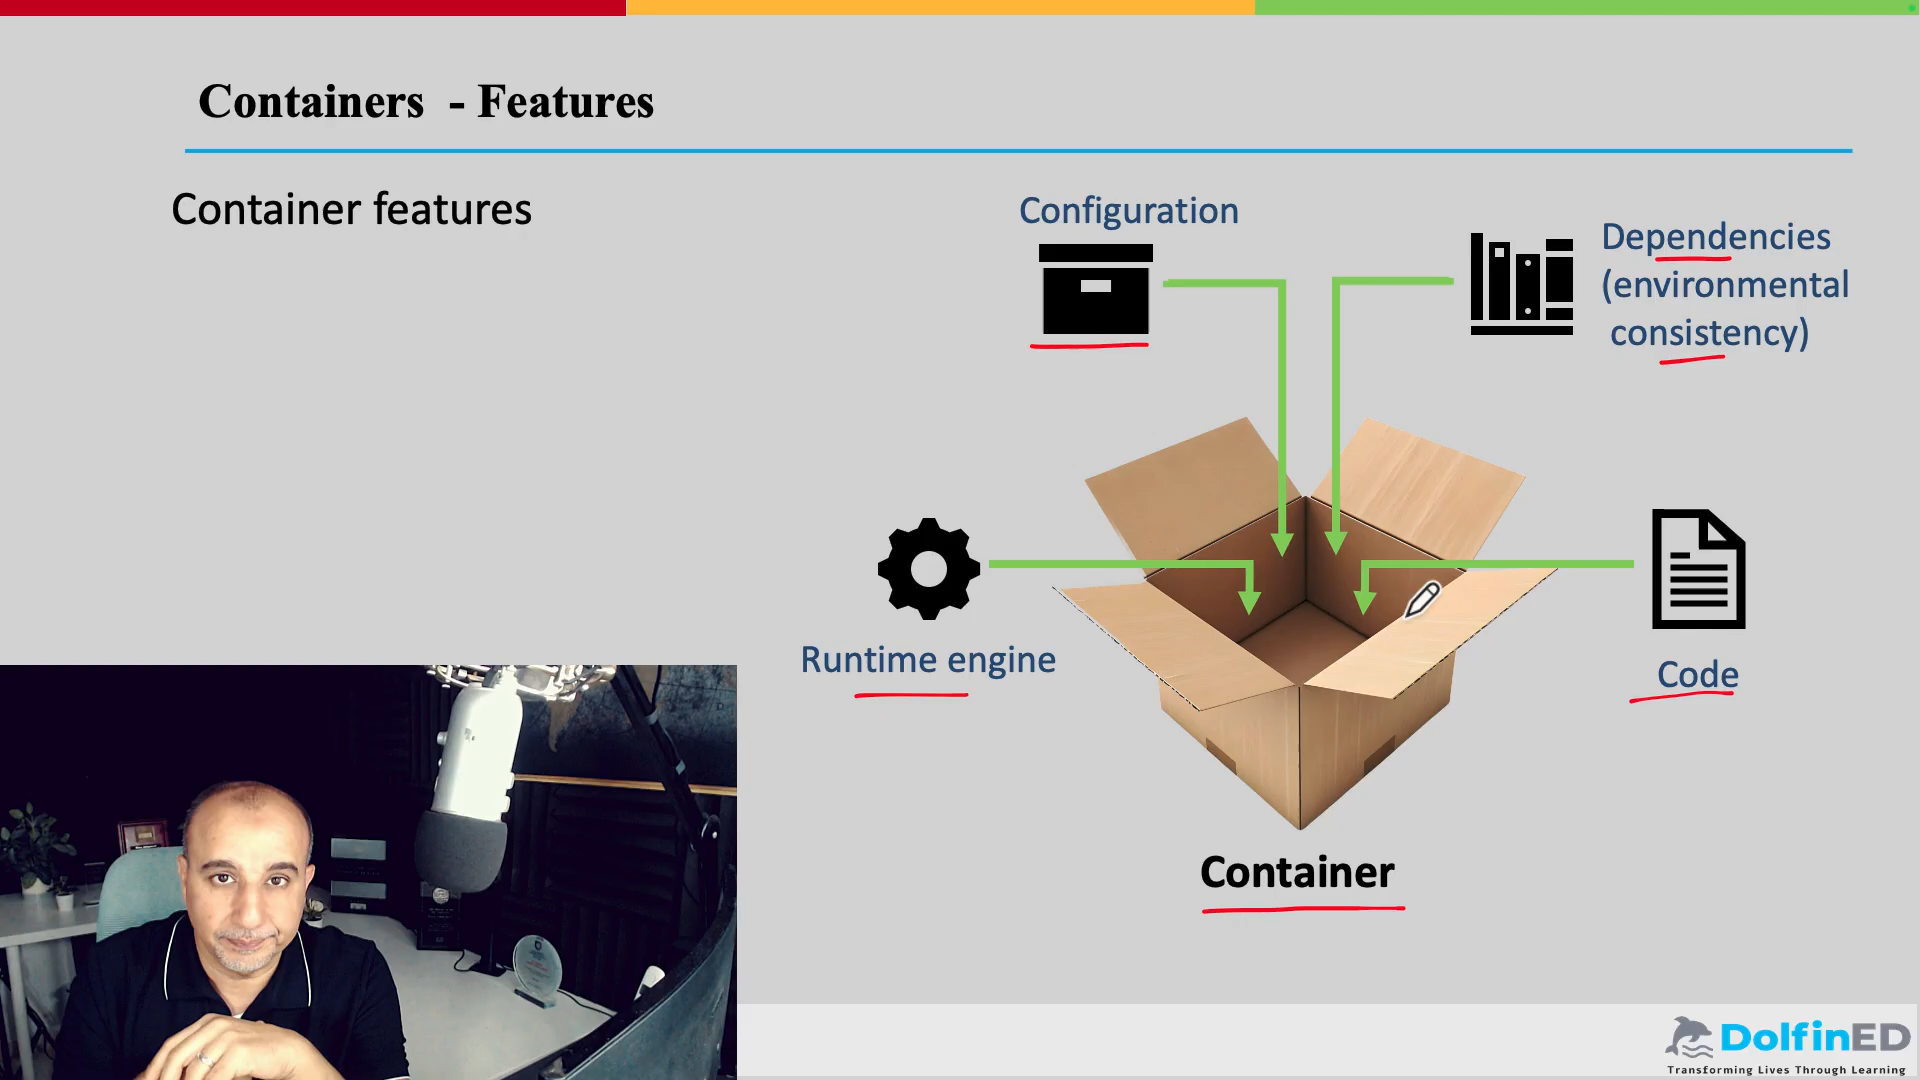 Containers - Features
Container features
Configuration
Dependencies
(environmental
consistency)
Runtime engine
Code
Container
DolfinED
Transforming Lives Through Learning